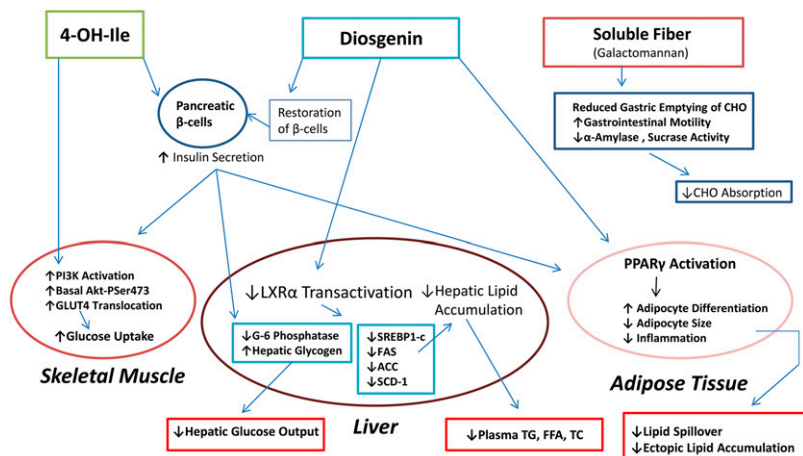 4-OH-Ile
Diosgenin
Soluble Fiber
(Galactomannan)
Pancreatic
β-cells
Restoration
of β-cells
↑ Insulin Secretion
Reduced Gastric Emptying of CHO
↑Gastrointestinal Motility
↓α-Amylase , Sucrase Activity
↓CHO Absorption
↑PI3K Activation
↑Basal Akt-PSer473
↑GLUT4 Translocation
↑Glucose Uptake
Skeletal Muscle
↓LXRα Transactivation
↓Hepatic Lipid
Accumulation
↓G-6 Phosphatase
↑Hepatic Glycogen
↓SREBP1-c
↓FAS
↓ACC
↓SCD-1
Liver
PPARγ Activation
↑ Adipocyte Differentiation
↓ Adipocyte Size
↓ Inflammation
Adipose Tissue
↓Hepatic Glucose Output
↓Plasma TG, FFA, TC
↓Lipid Spillover
↓Ectopic Lipid Accumulation